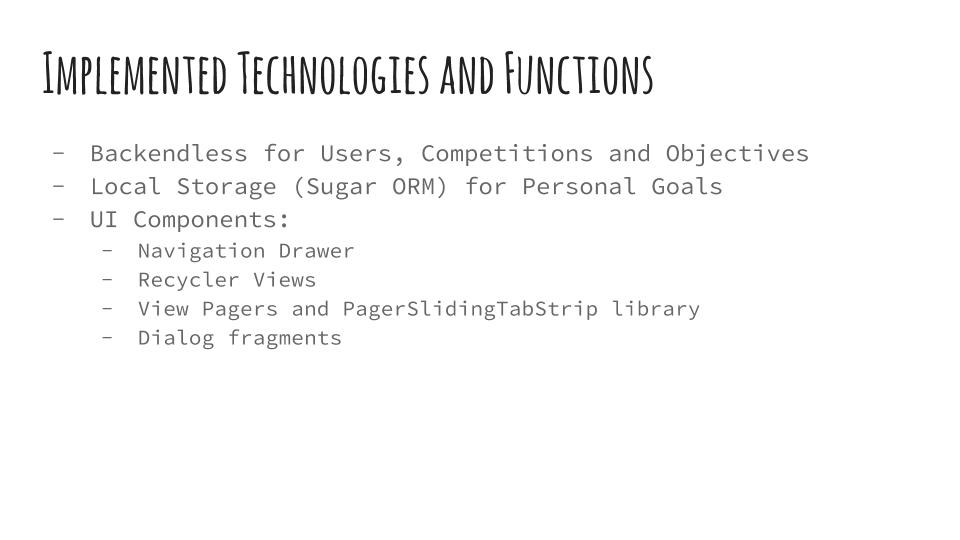 Implemented Technologies and Functions
- Backendless for Users, Competitions and Objectives
- Local Storage (Sugar ORM) for Personal Goals
- UI Components:
- Navigation Drawer
- Recycler Views
- View Pagers and PagerSlidingTabStrip library
- Dialog fragments